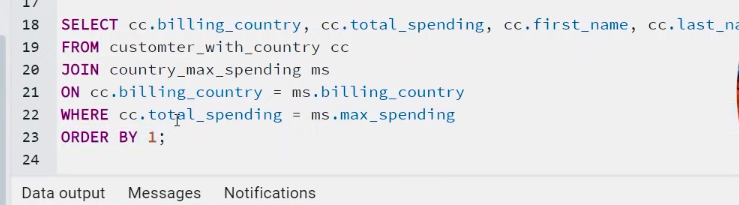 17
18 SELECT cc.billing_country, cc.total_spending, cc.first_name, cc.last_na
19 FROM customter_with_country cc
20 JOIN country_max_spending ms
21 ON cc.billing_country = ms.billing_country
22 WHERE cc.total_spending = ms.max_spending
23 ORDER BY 1;
24
Data output Messages Notifications